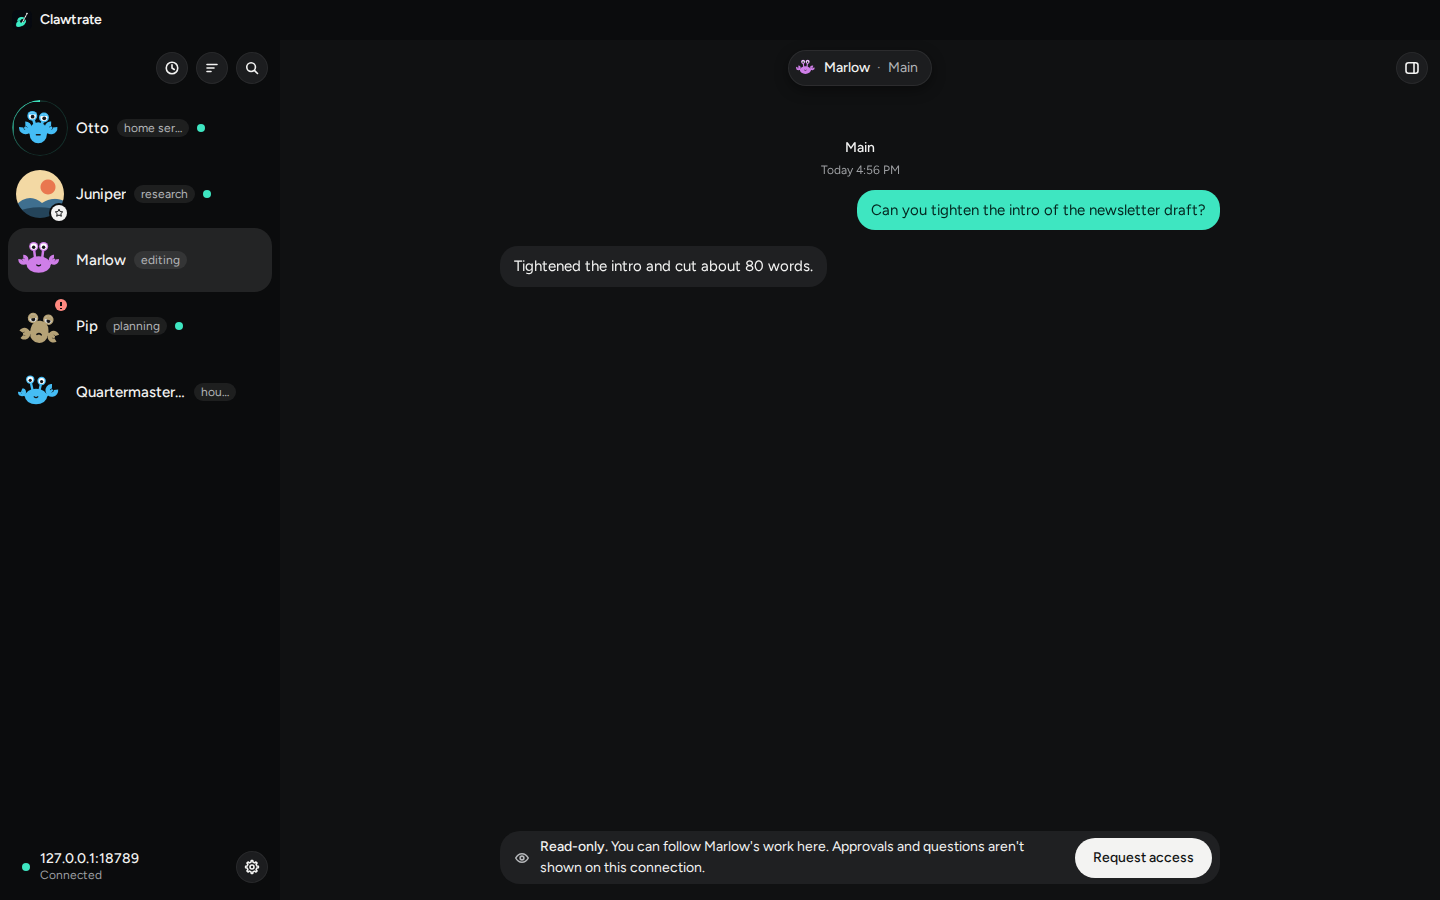 Clawtrate
Marlow · Main
Otto home ser...
Juniper research
Marlow editing
Pip planning
Quartermaster... hou...
Main
Today 4:56 PM
Can you tighten the intro of the newsletter draft?
Tightened the intro and cut about 80 words.
127.0.0.1:18789
Connected
Read-only. You can follow Marlow's work here. Approvals and questions aren't
shown on this connection.
Request access